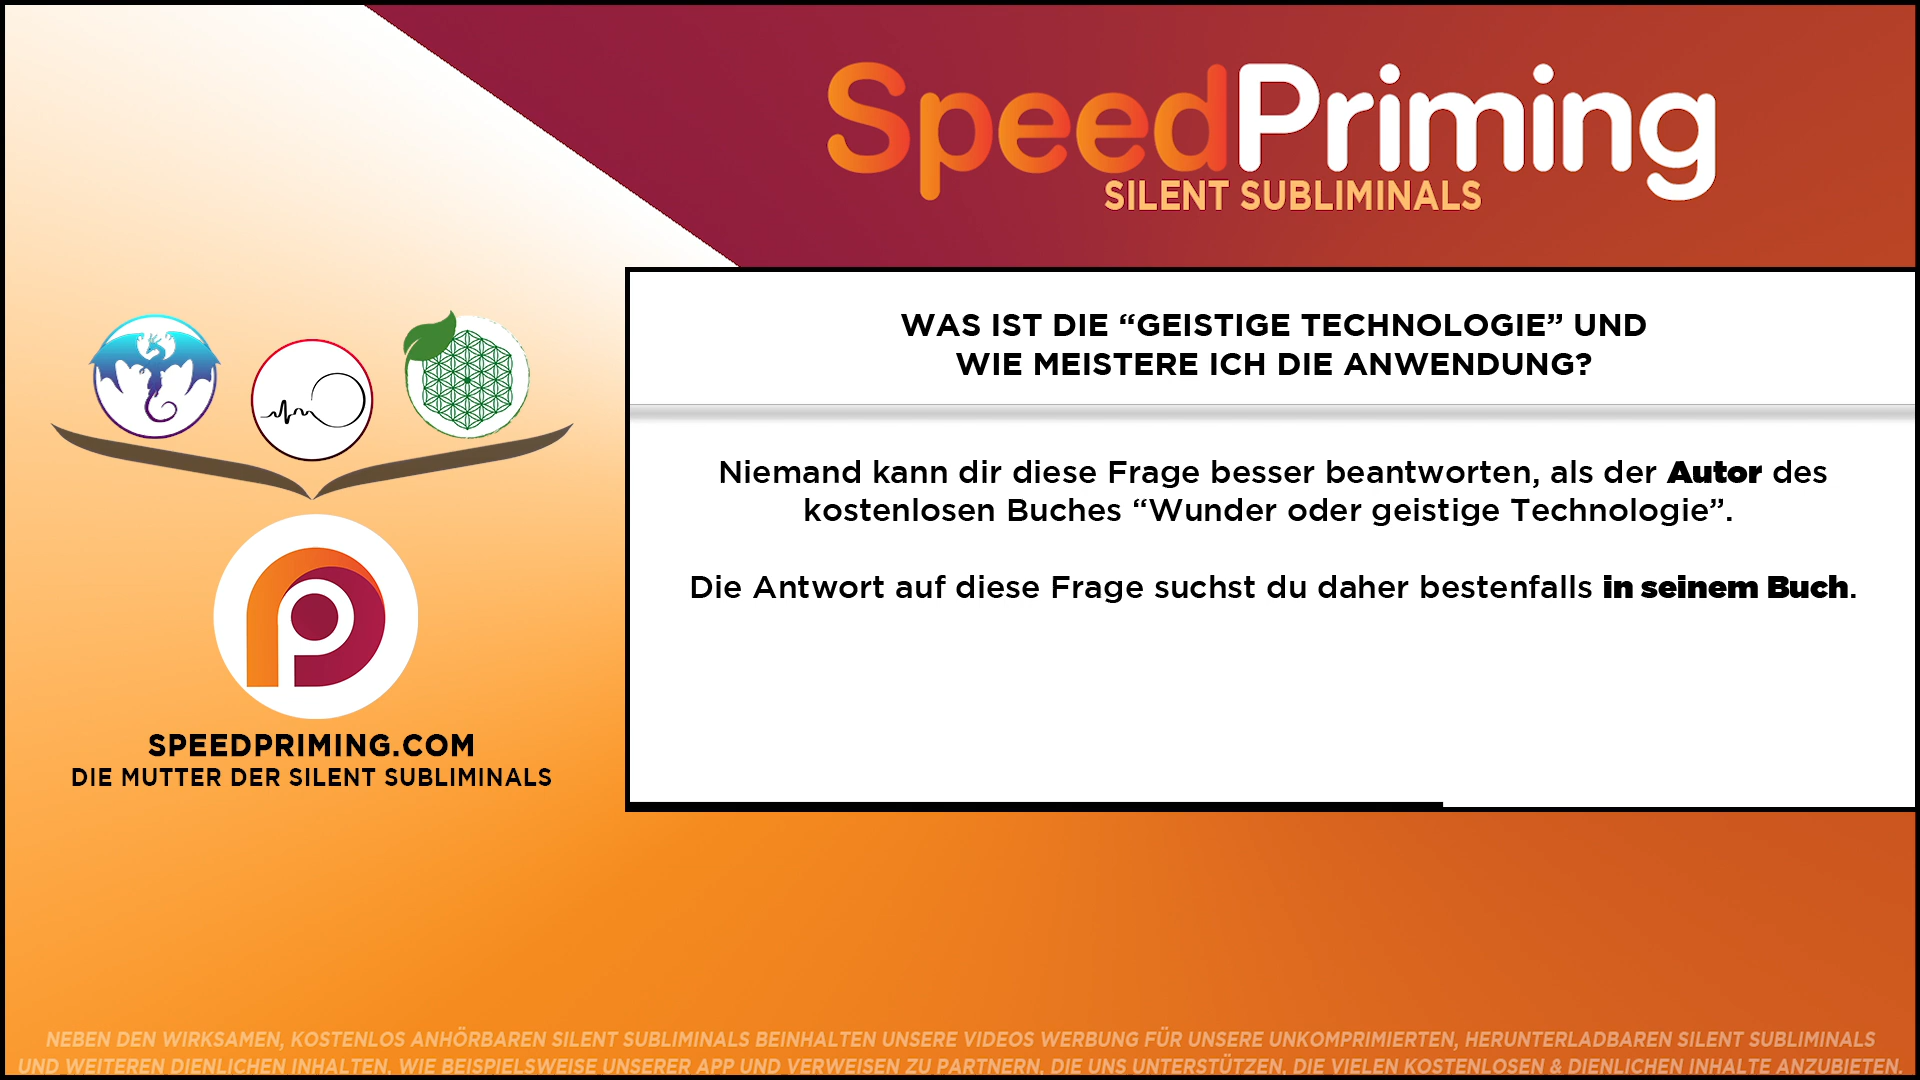 SpeedPriming
SILENT SUBLIMINALS
WAS IST DIE “GEISTIGE TECHNOLOGIE” UND
WIE MEISTERE ICH DIE ANWENDUNG?
Niemand kann dir diese Frage besser beantworten, als der Autor des
kostenlosen Buches “Wunder oder geistige Technologie”.
Die Antwort auf diese Frage suchst du daher bestenfalls in seinem Buch.
SPEEDPRIMING.COM
DIE MUTTER DER SILENT SUBLIMINALS
NEBEN DEN WIRKSAMEN, KOSTENLOS ANHÖRBAREN SILENT SUBLIMINALS BEINHALTEN UNSERE VIDEOS WERBUNG FÜR UNSERE UNKOMPRIMIERTEN, HERUNTERLADBAREN SILENT SUBLIMINALS
UND WEITEREN DIENLICHEN INHALTEN, WIE BEISPIELSWEISE UNSERER APP UND VERWEISEN ZU PARTNERN, DIE UNS UNTERSTÜTZEN, DIE VIELEN KOSTENLOSEN & DIENLICHEN INHALTE ANZUBIETEN.